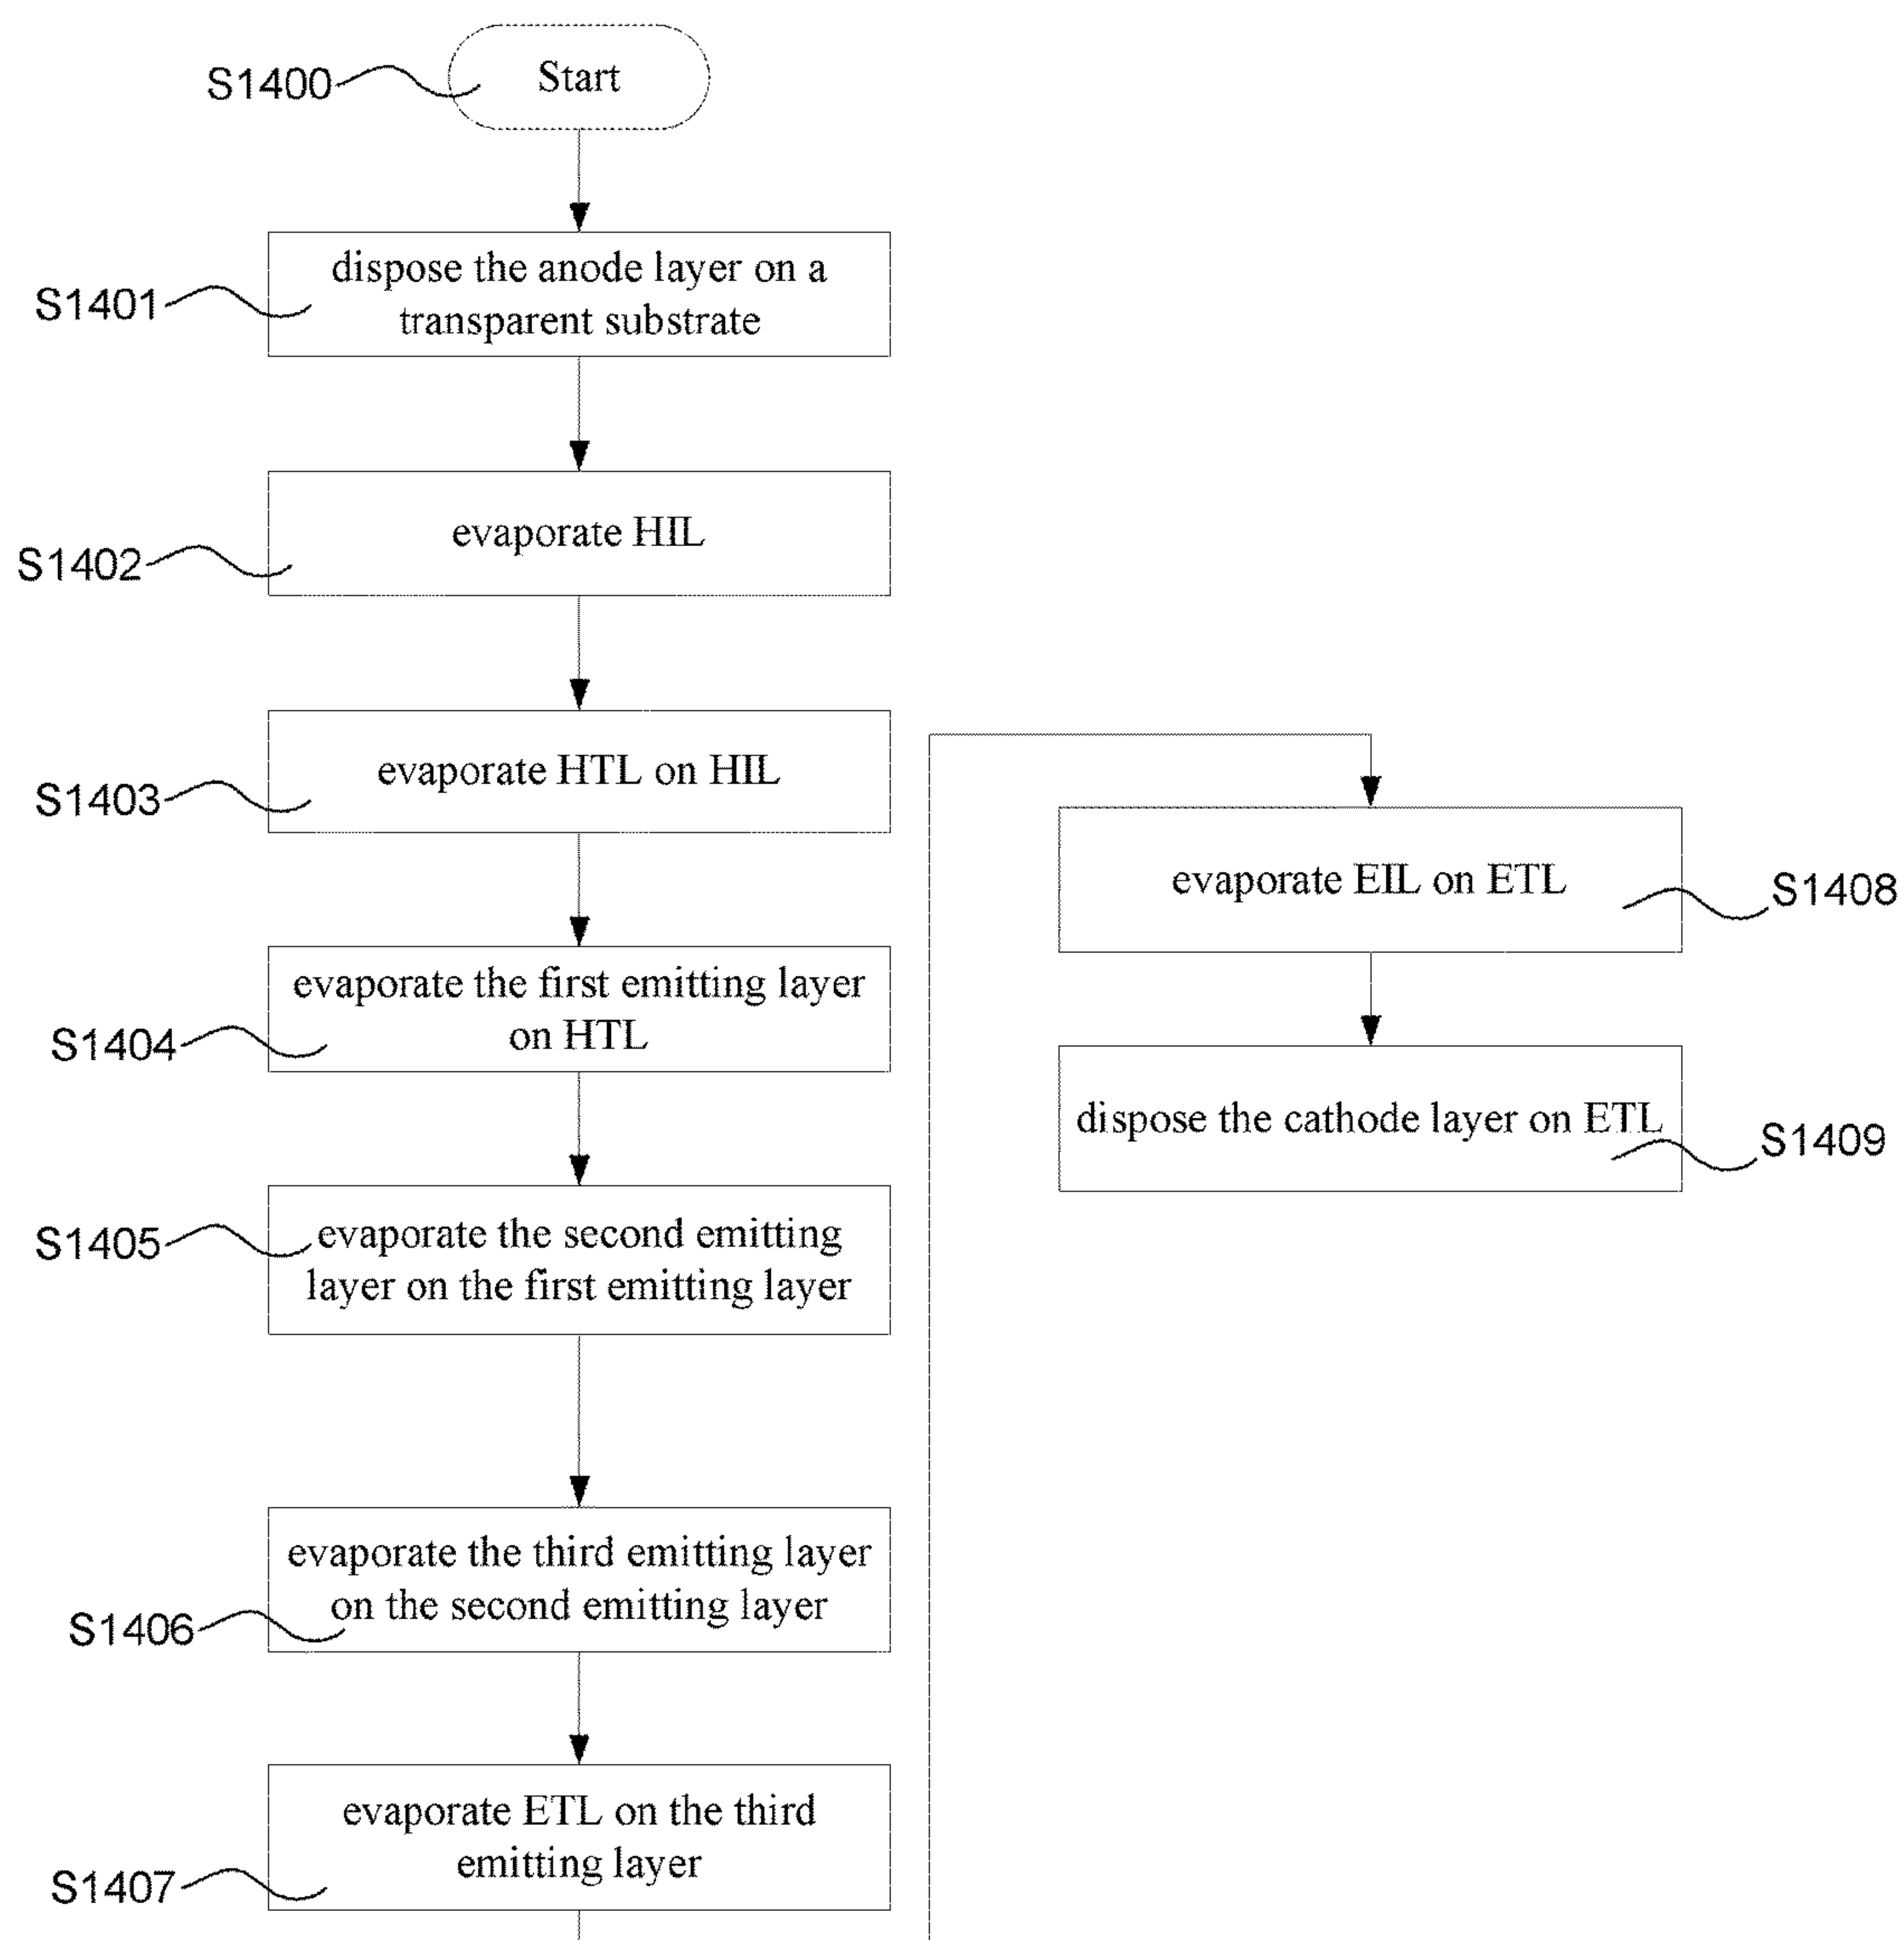 S1400
Start
S1401
dispose the anode layer on a
transparent substrate
S1402
evaporate HIL
S1403
evaporate HTL on HIL
S1404
evaporate the first emitting layer
on HTL
S1405
evaporate the second emitting
layer on the first emitting layer
S1406
evaporate the third emitting layer
on the second emitting layer
S1407
evaporate ETL on the third
emitting layer
evaporate EIL on ETL
S1408
dispose the cathode layer on ETL
S1409